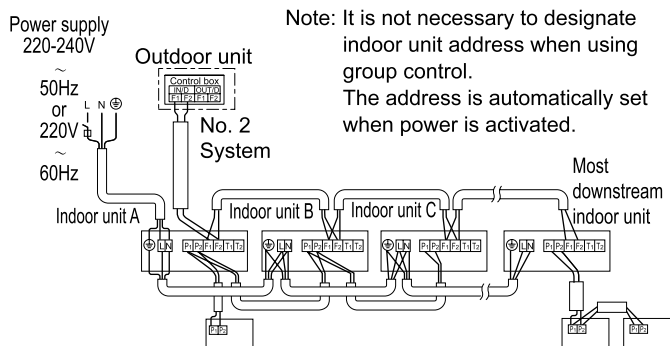 Power supply
220-240V
~
50Hz
or
220V
~
60Hz
L N
Outdoor unit
Control box
IN/D OUT/D
F1 F2 F1 F2
No. 2
System
Note: It is not necessary to designate
indoor unit address when using
group control.
The address is automatically set
when power is activated.
Most
downstream
indoor unit
Indoor unit A
Indoor unit B
Indoor unit C
L N P1 P2 F1 F2 T1 T2
L N P1 P2 F1 F2 T1 T2
L N P1 P2 F1 F2 T1 T2
L N P1 P2 F1 F2 T1 T2
P1 P2
P1 P2
P1 P2